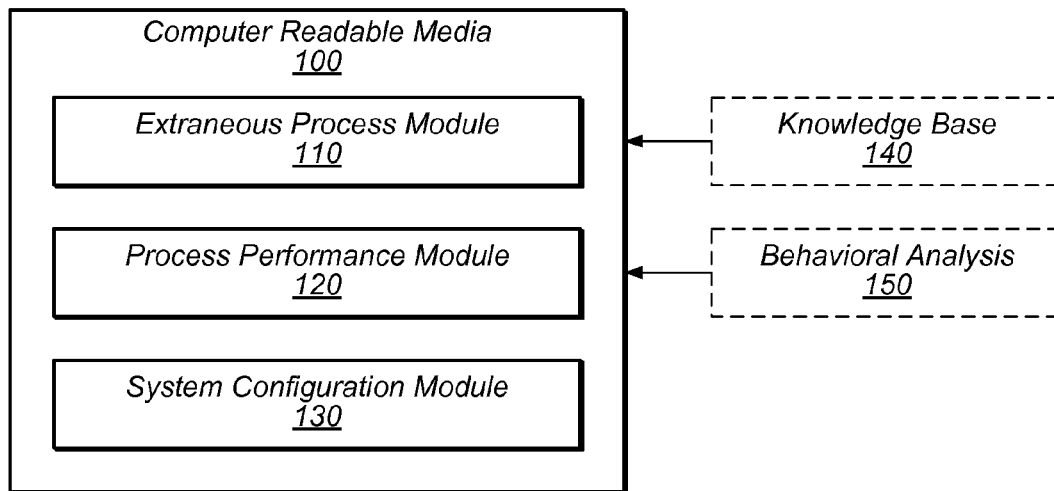 Computer Readable Media
100
Extraneous Process Module
110
Knowledge Base
140
Process Performance Module
120
Behavioral Analysis
150
System Configuration Module
130